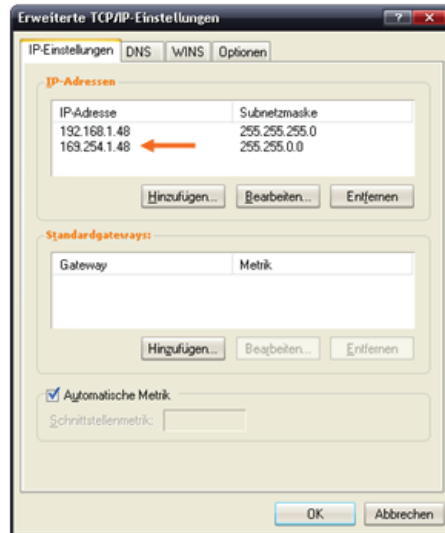 Erweiterte TCP/IP-Einstellungen
IP-Einstellungen DNS WINS Optionen
IP-Adressen
IP-Adresse Subnetzmaske
192.168.1.48 255.255.255.0
169.254.1.48 255.255.0.0
Hinzufügen... Bearbeiten... Entfernen
Standardgateways:
Gateway Metrik
Hinzufügen... Bearbeiten... Entfernen
Automatische Metrik
Schnittstellenmetrik:
OK Abbrechen